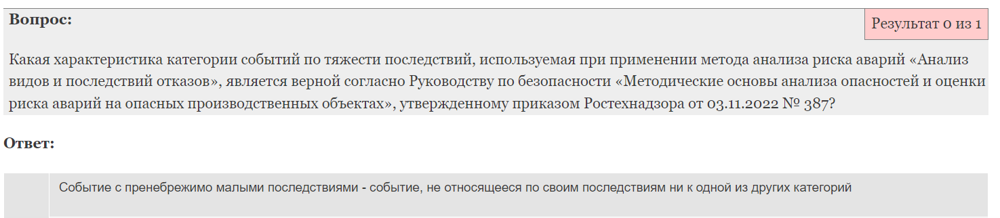 Вопрос:
Результат 0 из 1
Какая характеристика категории событий по тяжести последствий, используемая при применении метода анализа риска аварий «Анализ
видов и последствий отказов», является верной согласно Руководству по безопасности «Методические основы анализа опасностей и оценки
риска аварий на опасных производственных объектах», утвержденному приказом Ростехнадзора от 03.11.2022 № 387?
Ответ:
Событие с пренебрежимо малыми последствиями - событие, не относящееся по своим последствиям ни к одной из других категорий